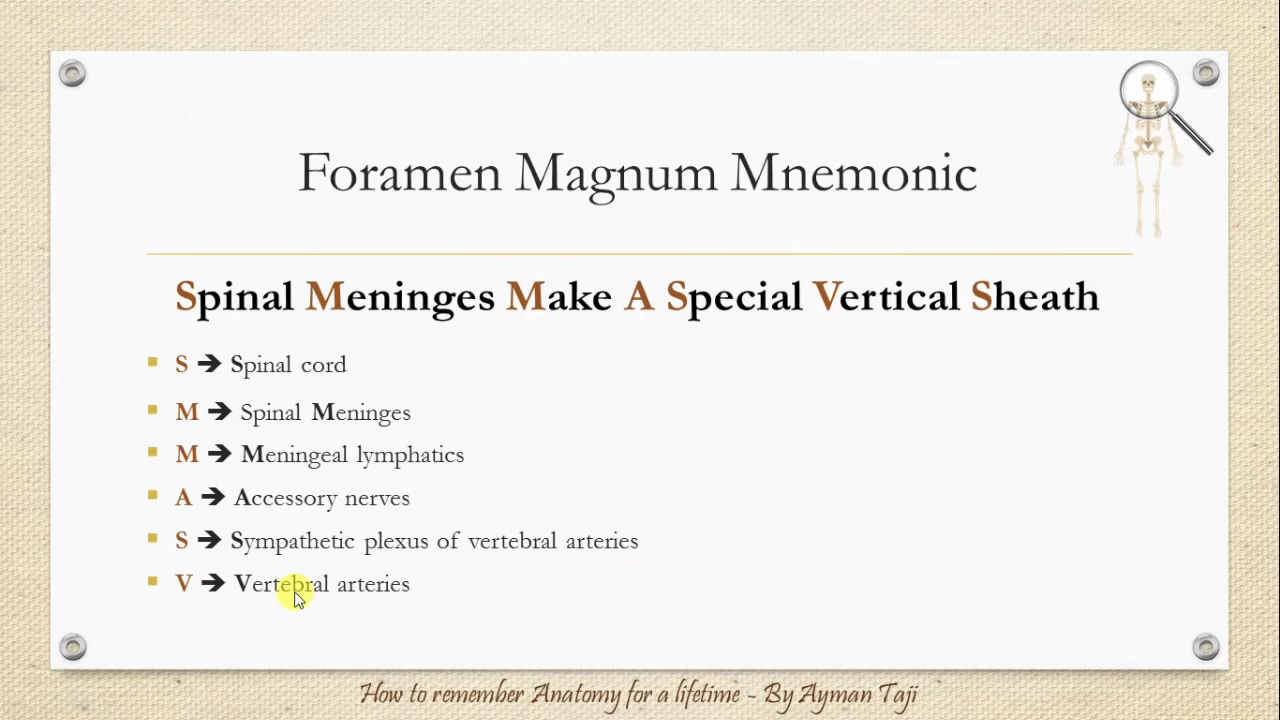 Foramen Magnum Mnemonic
Spinal Meninges Make A Special Vertical Sheath
S → Spinal cord
M → Spinal Meninges
M → Meningeal lymphatics
A → Accessory nerves
S → Sympathetic plexus of vertebral arteries
V → Vertebral arteries
How to remember Anatomy for a lifetime - By Ayman Taji